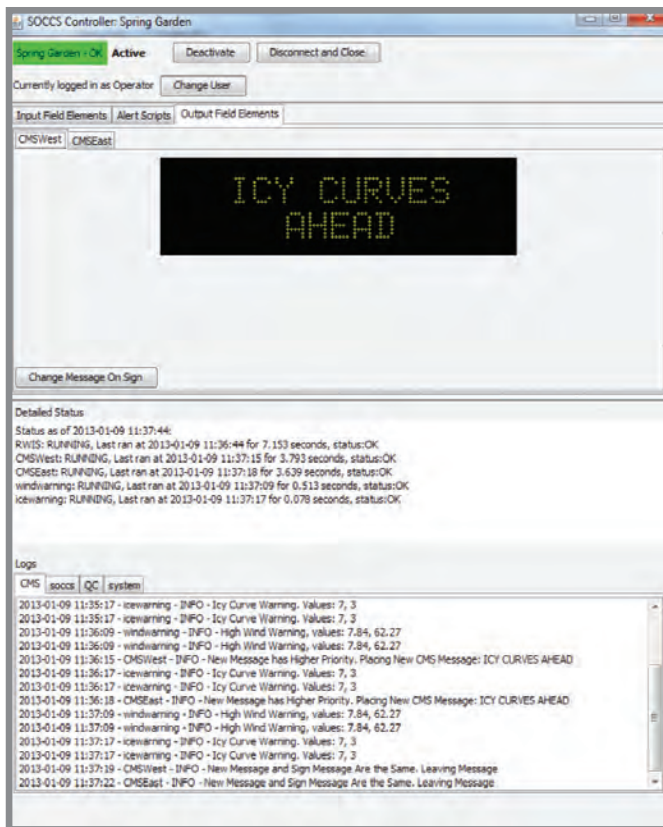 SOCCS Controller: Spring Garden
Spring Garden - OK Active Deactivate Disconnect and Close
Currently logged in as Operator Change User
Input Field Elements Alert Scripts Output Field Elements
CMSWest CMSEast
ICY CURVES
AHEAD
Change Message On Sign
Detailed Status
Status as of 2013-01-09 11:37:44:
RWIS: RUNNING, Last ran at 2013-01-09 11:36:44 for 7.153 seconds, status:OK
CMSWest: RUNNING, Last ran at 2013-01-09 11:37:15 for 3.793 seconds, status:OK
CMSEast: RUNNING, Last ran at 2013-01-09 11:37:18 for 3.639 seconds, status:OK
windwarning: RUNNING, Last ran at 2013-01-09 11:37:09 for 0.513 seconds, status:OK
icewarning: RUNNING, Last ran at 2013-01-09 11:37:17 for 0.078 seconds, status:OK
Logs
CMS soccs QC system
2013-01-09 11:35:17 - icewarning - INFO - Icy Curve Warning. Values: 7, 3
2013-01-09 11:35:17 - icewarning - INFO - Icy Curve Warning. Values: 7, 3
2013-01-09 11:36:09 - windwarning - INFO - High Wind Warning, values: 7.84, 62.27
2013-01-09 11:36:09 - windwarning - INFO - High Wind Warning, values: 7.84, 62.27
2013-01-09 11:36:15 - CMSWest - INFO - New Message has Higher Priority. Placing New CMS Message: ICY CURVES AHEAD
2013-01-09 11:36:17 - icewarning - INFO - Icy Curve Warning. Values: 7, 3
2013-01-09 11:36:17 - icewarning - INFO - Icy Curve Warning. Values: 7, 3
2013-01-09 11:36:18 - CMSEast - INFO - New Message has Higher Priority. Placing New CMS Message: ICY CURVES AHEAD
2013-01-09 11:37:09 - windwarning - INFO - High Wind Warning, values: 7.84, 62.27
2013-01-09 11:37:09 - windwarning - INFO - High Wind Warning, values: 7.84, 62.27
2013-01-09 11:37:17 - icewarning - INFO - Icy Curve Warning. Values: 7, 3
2013-01-09 11:37:17 - icewarning - INFO - Icy Curve Warning. Values: 7, 3
2013-01-09 11:37:19 - CMSWest - INFO - New Message and Sign Message Are the Same. Leaving Message
2013-01-09 11:37:22 - CMSEast - INFO - New Message and Sign Message Are the Same. Leaving Message